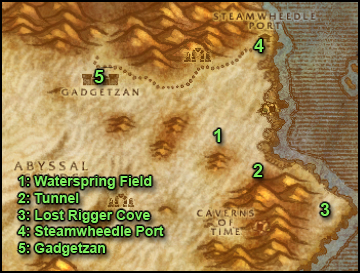 STEAMWHEEDLE
PORT
4
5
GADGETZAN
1
ABYSSAL
2
1: Waterspring Field
2: Tunnel
3: Lost Rigger Cove
3
4: Steamwheedle Port
5: Gadgetzan
CAVERNS
OF
TIME